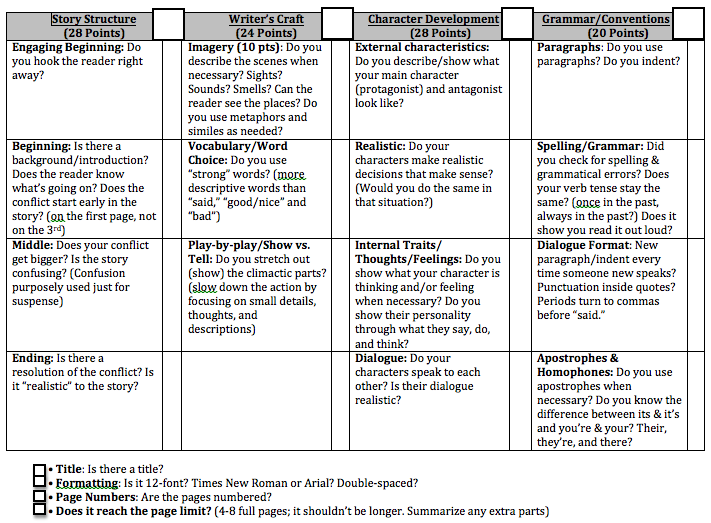 Story Structure
(28 Points)
Writer's Craft
(24 Points)
Character Development
(28 Points)
Grammar/Conventions
(20 Points)
Engaging Beginning: Do
you hook the reader right
away?
Imagery (10 pts): Do you
describe the scenes when
necessary? Sights?
Sounds? Smells? Can the
reader see the places? Do
you use metaphors and
similes as needed?
External characteristics:
Do you describe/show what
your main character
(protagonist) and antagonist
look like?
Paragraphs: Do you use
paragraphs? Do you indent?
Beginning: Is there a
background/introduction?
Does the reader know
what's going on? Does the
conflict start early in the
story? (on the first page, not
on the 3rd)
Vocabulary/Word
Choice: Do you use
"strong" words? (more
descriptive words than
"said," "good/nice" and
"bad")
Realistic: Do your
characters make realistic
decisions that make sense?
(Would you do the same in
that situation?)
Spelling/Grammar: Did
you check for spelling &
grammatical errors? Does
your verb tense stay the
same? (once in the past,
always in the past?) Does it
show you read it out loud?
Middle: Does your conflict
get bigger? Is the story
confusing? (Confusion
purposely used just for
suspense)
Play-by-play/Show vs.
Tell: Do you stretch out
(show) the climactic parts?
(slow down the action by
focusing on small details,
thoughts, and
descriptions)
Internal Traits/
Thoughts/Feelings: Do you
show what your character is
thinking and/or feeling
when necessary? Do you
show their personality
through what they say, do,
and think?
Dialogue Format: New
paragraph/indent every
time someone new speaks?
Punctuation inside quotes?
Periods turn to commas
before "said."
Ending: Is there a
resolution of the conflict? Is
it "realistic" to the story?
Dialogue: Do your
characters speak to each
other? Is their dialogue
realistic?
Apostrophes &
Homophones: Do you use
apostrophes when
necessary? Do you know the
difference between its & it's
and you're & your? Their,
they're, and there?
• Title: Is there a title?
• Formatting: Is it 12-font? Times New Roman or Arial? Double-spaced?
• Page Numbers: Are the pages numbered?
• Does it reach the page limit? (4-8 full pages; it shouldn't be longer. Summarize any extra parts)